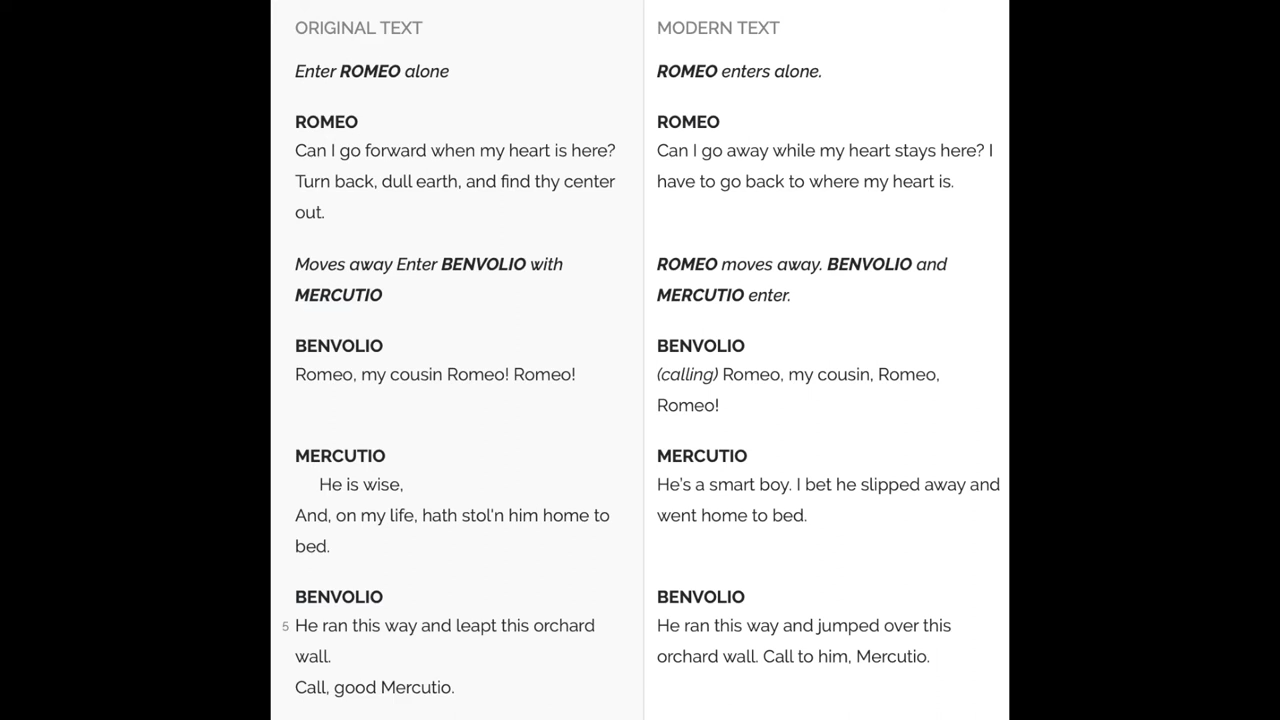 ORIGINAL TEXT
Enter ROMEO alone
ROMEO
Can I go forward when my heart is here?
Turn back, dull earth, and find thy center
out.
Moves away Enter BENVOLIO with
MERCUTIO
BENVOLIO
Romeo, my cousin Romeo! Romeo!
MERCUTIO
He is wise,
And, on my life, hath stol'n him home to
bed.
BENVOLIO
5 He ran this way and leapt this orchard
wall.
Call, good Mercutio.
MODERN TEXT
ROMEO enters alone.
ROMEO
Can I go away while my heart stays here? I
have to go back to where my heart is.
ROMEO moves away. BENVOLIO and
MERCUTIO enter.
BENVOLIO
(calling) Romeo, my cousin, Romeo,
Romeo!
MERCUTIO
He's a smart boy. I bet he slipped away and
went home to bed.
BENVOLIO
He ran this way and jumped over this
orchard wall. Call to him, Mercutio.